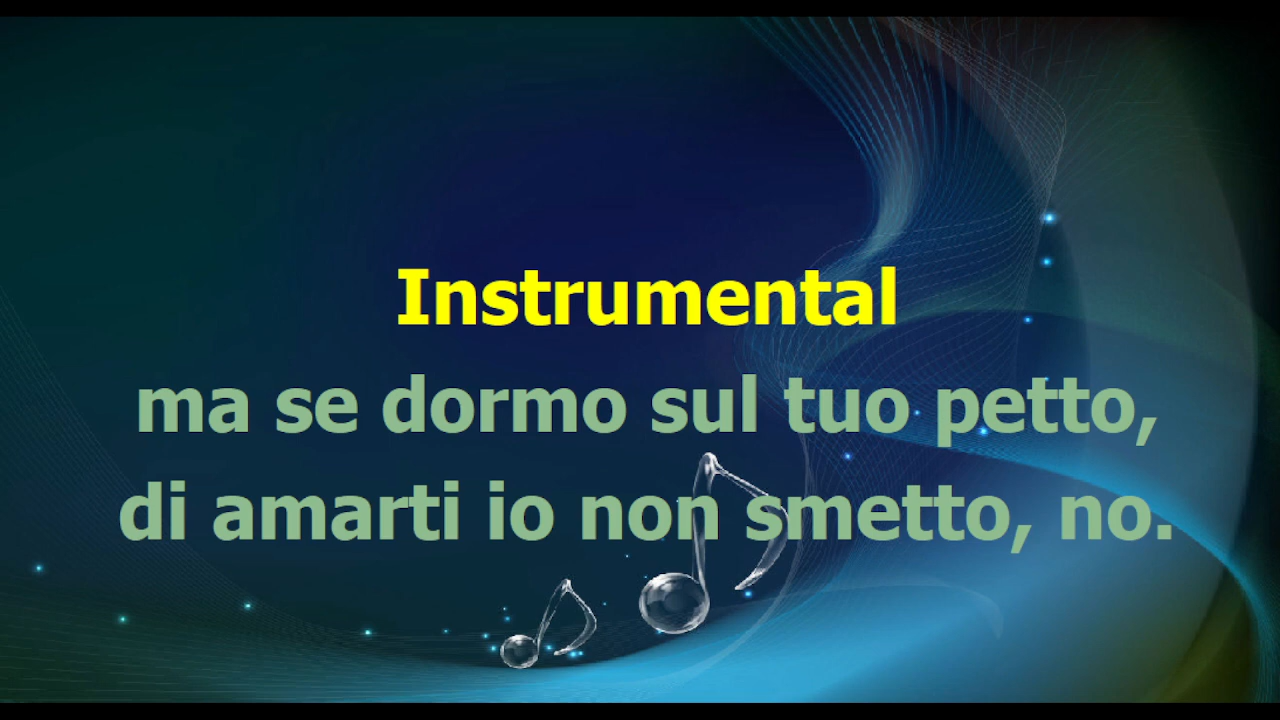 Instrumental
ma se dormo sul tuo petto,
di amarti io non smetto, no.